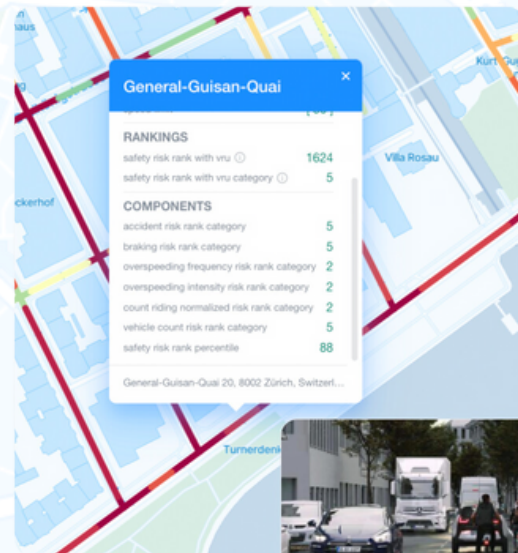 General-Guisan-Quai
×
RANKINGS
safety risk rank with vru 1624
safety risk rank with vru category 5
COMPONENTS
accident risk rank category 5
braking risk rank category 5
overspeeding frequency risk rank category 2
overspeeding intensity risk rank category 2
count riding normalized risk rank category 2
vehicle count risk rank category 5
safety risk rank percentile 88
General-Guisan-Quai 20, 8002 Zürich, Switzerl...
Villa Rosau
ckerhof
haus
Kurt-Gu
Turnerdenk